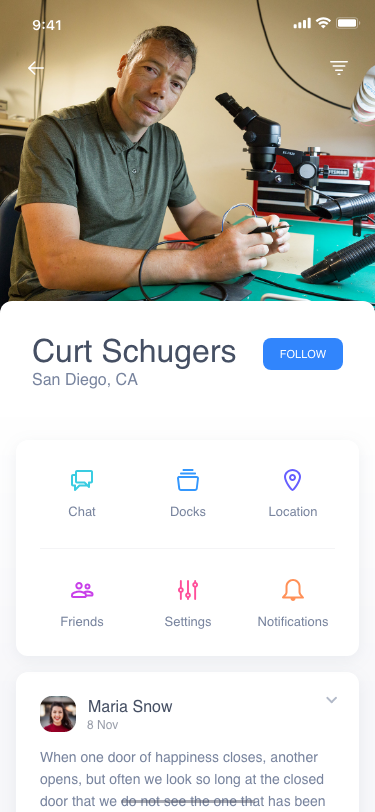 9:41
Curt Schugers
FOLLOW
San Diego, CA
Chat
Docks
Location
Friends
Settings
Notifications
Maria Snow
8 Nov
When one door of happiness closes, another
opens, but often we look so long at the closed
door that we do not see the one that has been